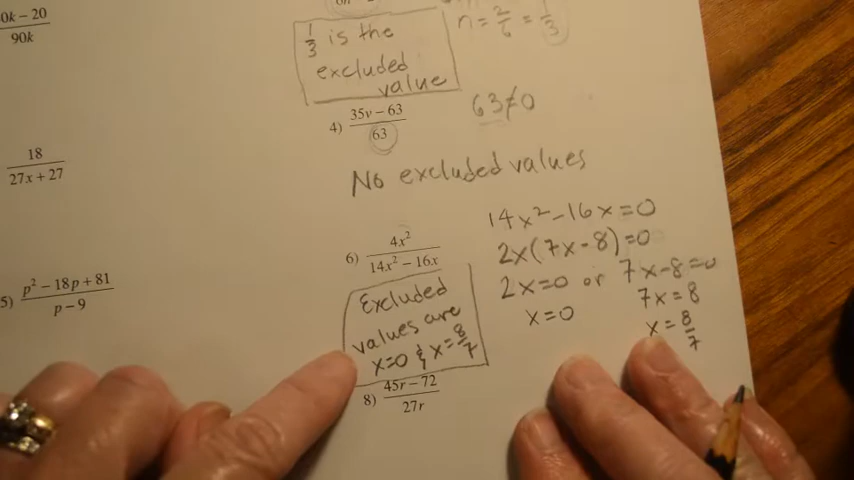 0k − 20
90k
1/3 is the
excluded
value
n = 2/6 = 1/3
4) 35v − 63
63
63 ≠ 0
No excluded values
18
27x + 27
6) 4x²
14x² − 16x
14x² − 16x = 0
2x(7x − 8) = 0
2x = 0 or 7x − 8 = 0
x = 0
7x = 8
x = 8/7
Excluded
values are
x = 0 & x = 8/7
5) p² − 18p + 81
p − 9
8) 45r − 72
27r